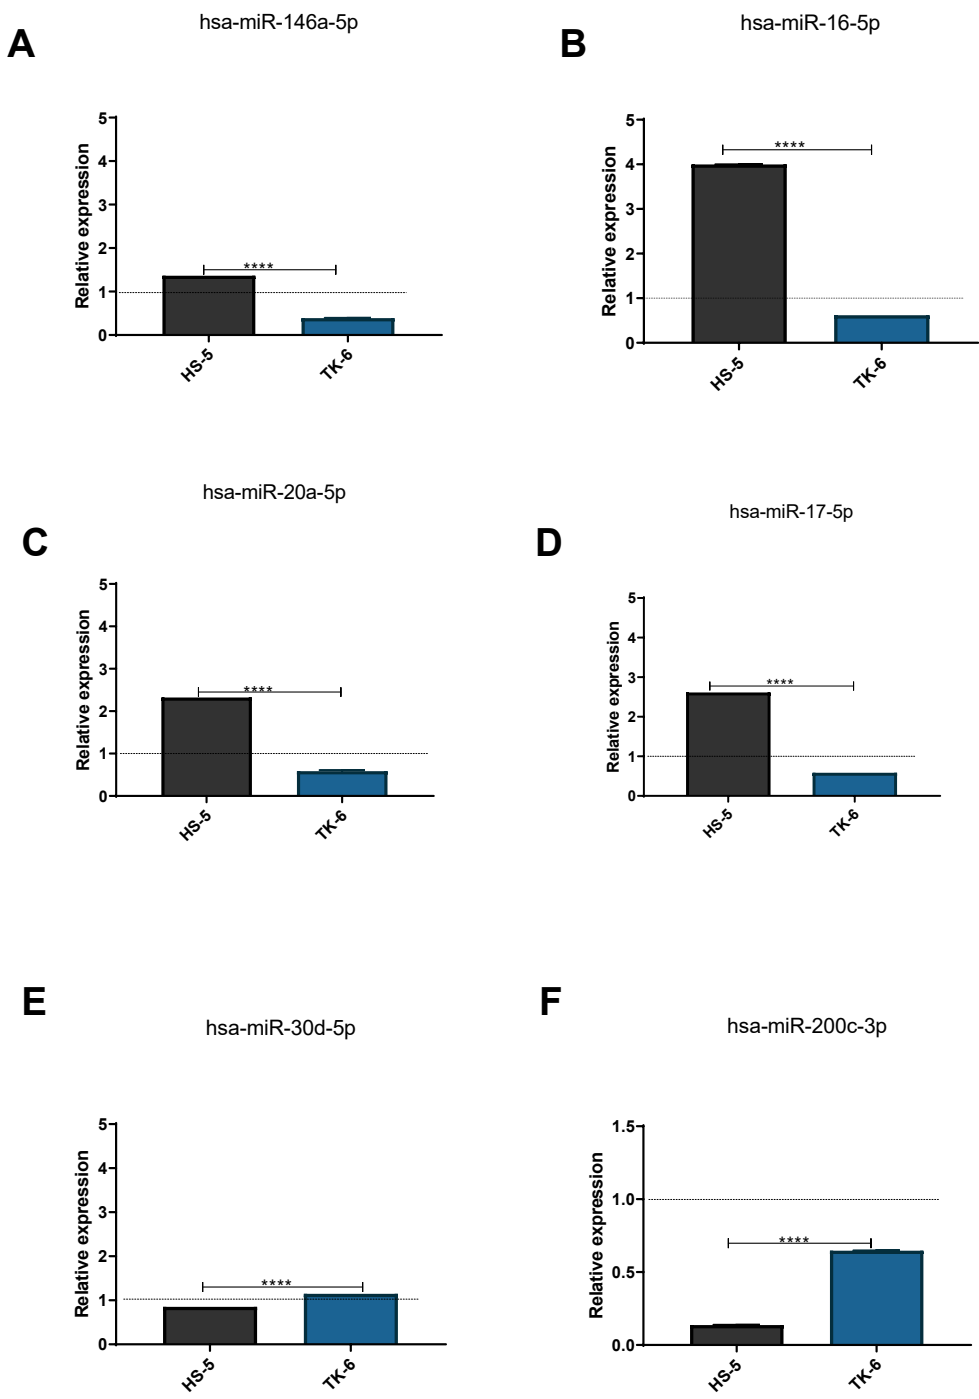 A
hsa-miR-146a-5p
Relative expression
5
4
3
2
1
0
****
HS-5
TK-6
B
hsa-miR-16-5p
Relative expression
5
4
3
2
1
0
****
HS-5
TK-6
C
hsa-miR-20a-5p
Relative expression
5
4
3
2
1
0
****
HS-5
TK-6
D
hsa-miR-17-5p
Relative expression
5
4
3
2
1
0
****
HS-5
TK-6
E
hsa-miR-30d-5p
Relative expression
5
4
3
2
1
0
****
HS-5
TK-6
F
hsa-miR-200c-3p
Relative expression
1.5
1.0
0.5
0.0
****
HS-5
TK-6